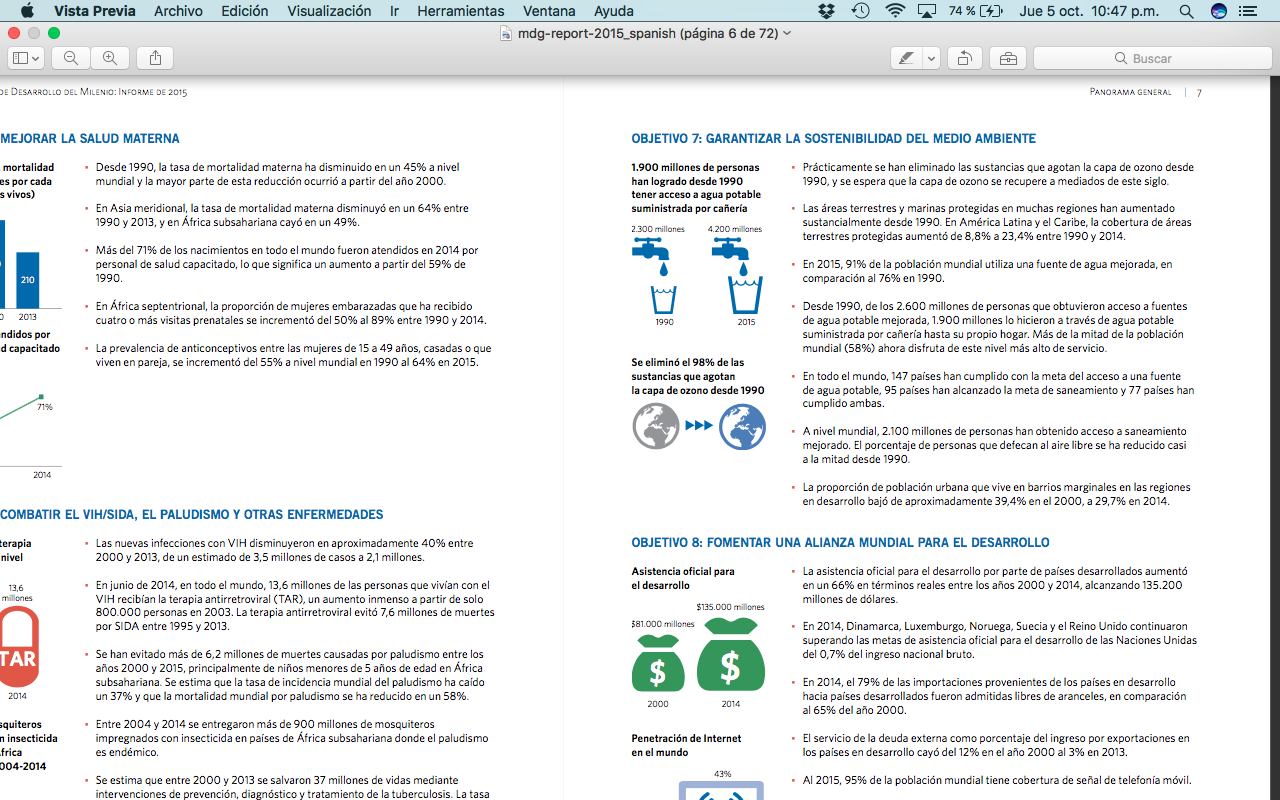 Vista Previa Archivo Edición Visualización Ir Herramientas Ventana Ayuda 74 % Jue 5 oct. 10:47 p.m.
mdg-report-2015_spanish (página 6 de 72)
Buscar
de Desarrollo del Milenio: Informe de 2015
MEJORAR LA SALUD MATERNA
mortalidad
es por cada
s vivos)
210
2013
ndidos por
d capacitado
71%
2014
• Desde 1990, la tasa de mortalidad materna ha disminuido en un 45% a nivel
mundial y la mayor parte de esta reducción ocurrió a partir del año 2000.
• En Asia meridional, la tasa de mortalidad materna disminuyó en un 64% entre
1990 y 2013, y en África subsahariana cayó en un 49%.
• Más del 71% de los nacimientos en todo el mundo fueron atendidos en 2014 por
personal de salud capacitado, lo que significa un aumento a partir del 59% de
1990.
• En África septentrional, la proporción de mujeres embarazadas que ha recibido
cuatro o más visitas prenatales se incrementó del 50% al 89% entre 1990 y 2014.
• La prevalencia de anticonceptivos entre las mujeres de 15 a 49 años, casadas o que
viven en pareja, se incrementó del 55% a nivel mundial en 1990 al 64% en 2015.
COMBATIR EL VIH/SIDA, EL PALUDISMO Y OTRAS ENFERMEDADES
terapia
nivel
13,6
millones
TAR
2014
squiteros
n insecticida
frica
004-2014
• Las nuevas infecciones con VIH disminuyeron en aproximadamente 40% entre
2000 y 2013, de un estimado de 3,5 millones de casos a 2,1 millones.
• En junio de 2014, en todo el mundo, 13,6 millones de las personas que vivían con el
VIH recibían la terapia antirretroviral (TAR), un aumento inmenso a partir de solo
800.000 personas en 2003. La terapia antirretroviral evitó 7,6 millones de muertes
por SIDA entre 1995 y 2013.
• Se han evitado más de 6,2 millones de muertes causadas por paludismo entre los
años 2000 y 2015, principalmente de niños menores de 5 años de edad en África
subsahariana. Se estima que la tasa de incidencia mundial del paludismo ha caído
un 37% y que la mortalidad mundial por paludismo se ha reducido en un 58%.
• Entre 2004 y 2014 se entregaron más de 900 millones de mosquiteros
impregnados con insecticida en países de África subsahariana donde el paludismo
es endémico.
• Se estima que entre 2000 y 2013 se salvaron 37 millones de vidas mediante
intervenciones de prevención, diagnóstico y tratamiento de la tuberculosis. La tasa
Panorama general | 7
OBJETIVO 7: GARANTIZAR LA SOSTENIBILIDAD DEL MEDIO AMBIENTE
1.900 millones de personas
han logrado desde 1990
tener acceso a agua potable
suministrada por cañería
2.300 millones 4.200 millones
1990 2015
Se eliminó el 98% de las
sustancias que agotan
la capa de ozono desde 1990
• Prácticamente se han eliminado las sustancias que agotan la capa de ozono desde
1990, y se espera que la capa de ozono se recupere a mediados de este siglo.
• Las áreas terrestres y marinas protegidas en muchas regiones han aumentado
sustancialmente desde 1990. En América Latina y el Caribe, la cobertura de áreas
terrestres protegidas aumentó de 8,8% a 23,4% entre 1990 y 2014.
• En 2015, 91% de la población mundial utiliza una fuente de agua mejorada, en
comparación al 76% en 1990.
• Desde 1990, de los 2.600 millones de personas que obtuvieron acceso a fuentes
de agua potable mejorada, 1.900 millones lo hicieron a través de agua potable
suministrada por cañería hasta su propio hogar. Más de la mitad de la población
mundial (58%) ahora disfruta de este nivel más alto de servicio.
• En todo el mundo, 147 países han cumplido con la meta del acceso a una fuente
de agua potable, 95 países han alcanzado la meta de saneamiento y 77 países han
cumplido ambas.
• A nivel mundial, 2.100 millones de personas han obtenido acceso a saneamiento
mejorado. El porcentaje de personas que defecan al aire libre se ha reducido casi
a la mitad desde 1990.
• La proporción de población urbana que vive en barrios marginales en las regiones
en desarrollo bajó de aproximadamente 39,4% en el 2000, a 29,7% en 2014.
OBJETIVO 8: FOMENTAR UNA ALIANZA MUNDIAL PARA EL DESARROLLO
Asistencia oficial para
el desarrollo
$135.000 millones
$81.000 millones
$ $
2000 2014
Penetración de Internet
en el mundo
43%
• La asistencia oficial para el desarrollo por parte de países desarrollados aumentó
en un 66% en términos reales entre los años 2000 y 2014, alcanzando 135.200
millones de dólares.
• En 2014, Dinamarca, Luxemburgo, Noruega, Suecia y el Reino Unido continuaron
superando las metas de asistencia oficial para el desarrollo de las Naciones Unidas
del 0,7% del ingreso nacional bruto.
• En 2014, el 79% de las importaciones provenientes de los países en desarrollo
hacia países desarrollados fueron admitidas libres de aranceles, en comparación
al 65% del año 2000.
• El servicio de la deuda externa como porcentaje del ingreso por exportaciones en
los países en desarrollo cayó del 12% en el año 2000 al 3% en 2013.
• Al 2015, 95% de la población mundial tiene cobertura de señal de telefonía móvil.